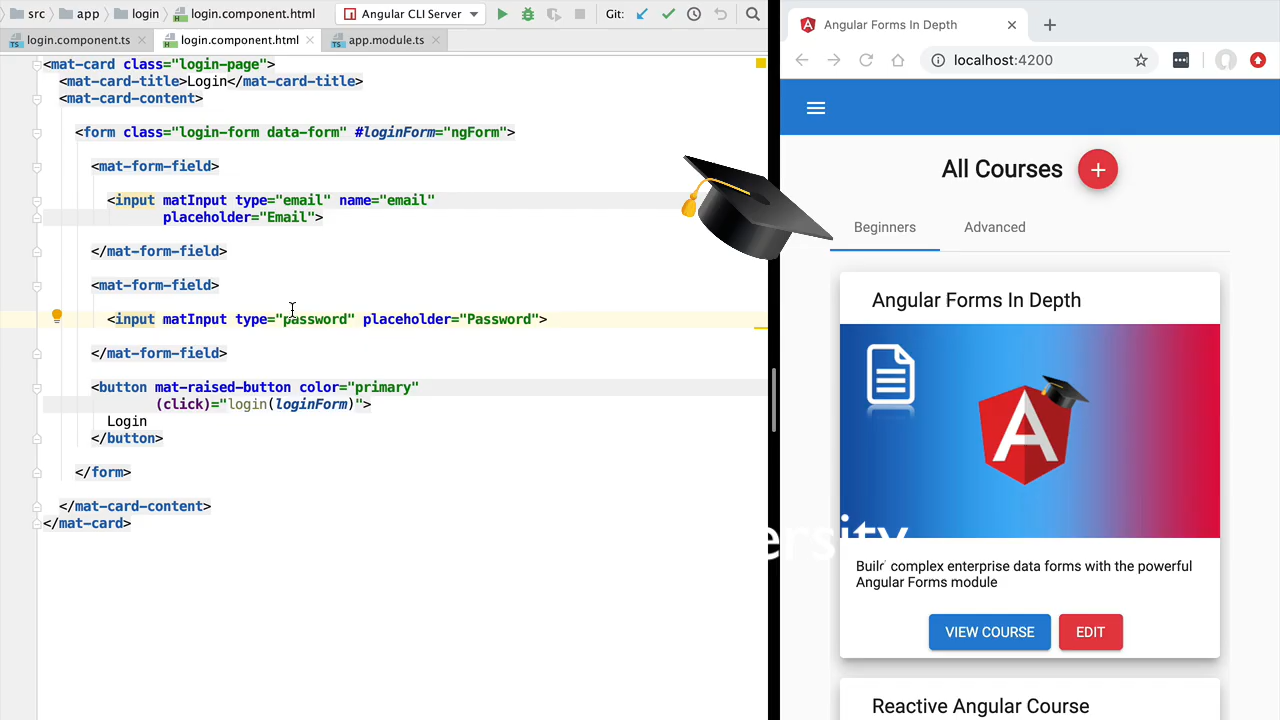 src app login login.component.html Angular CLI Server Git:
login.component.ts login.component.html app.module.ts
<mat-card class="login-page">
<mat-card-title>Login</mat-card-title>
<mat-card-content>
<form class="login-form data-form" #loginForm="ngForm">
<mat-form-field>
<input matInput type="email" name="email"
placeholder="Email">
</mat-form-field>
<mat-form-field>
<input matInput type="password" placeholder="Password">
</mat-form-field>
<button mat-raised-button color="primary"
(click)="login(loginForm)">
Login
</button>
</form>
</mat-card-content>
</mat-card>
Angular Forms In Depth
localhost:4200
All Courses
Beginners Advanced
Angular Forms In Depth
A
ersity
Build complex enterprise data forms with the powerful
Angular Forms module
VIEW COURSE EDIT
Reactive Angular Course